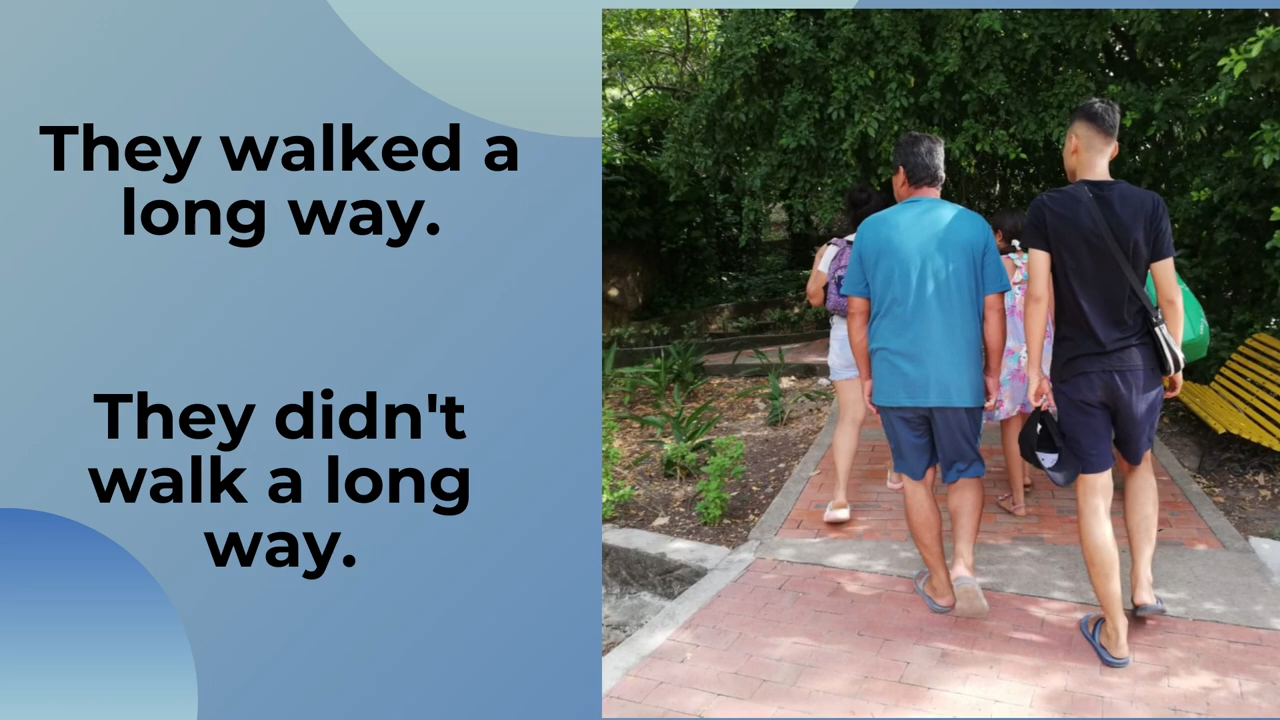 They walked a
long way.
They didn't
walk a long
way.